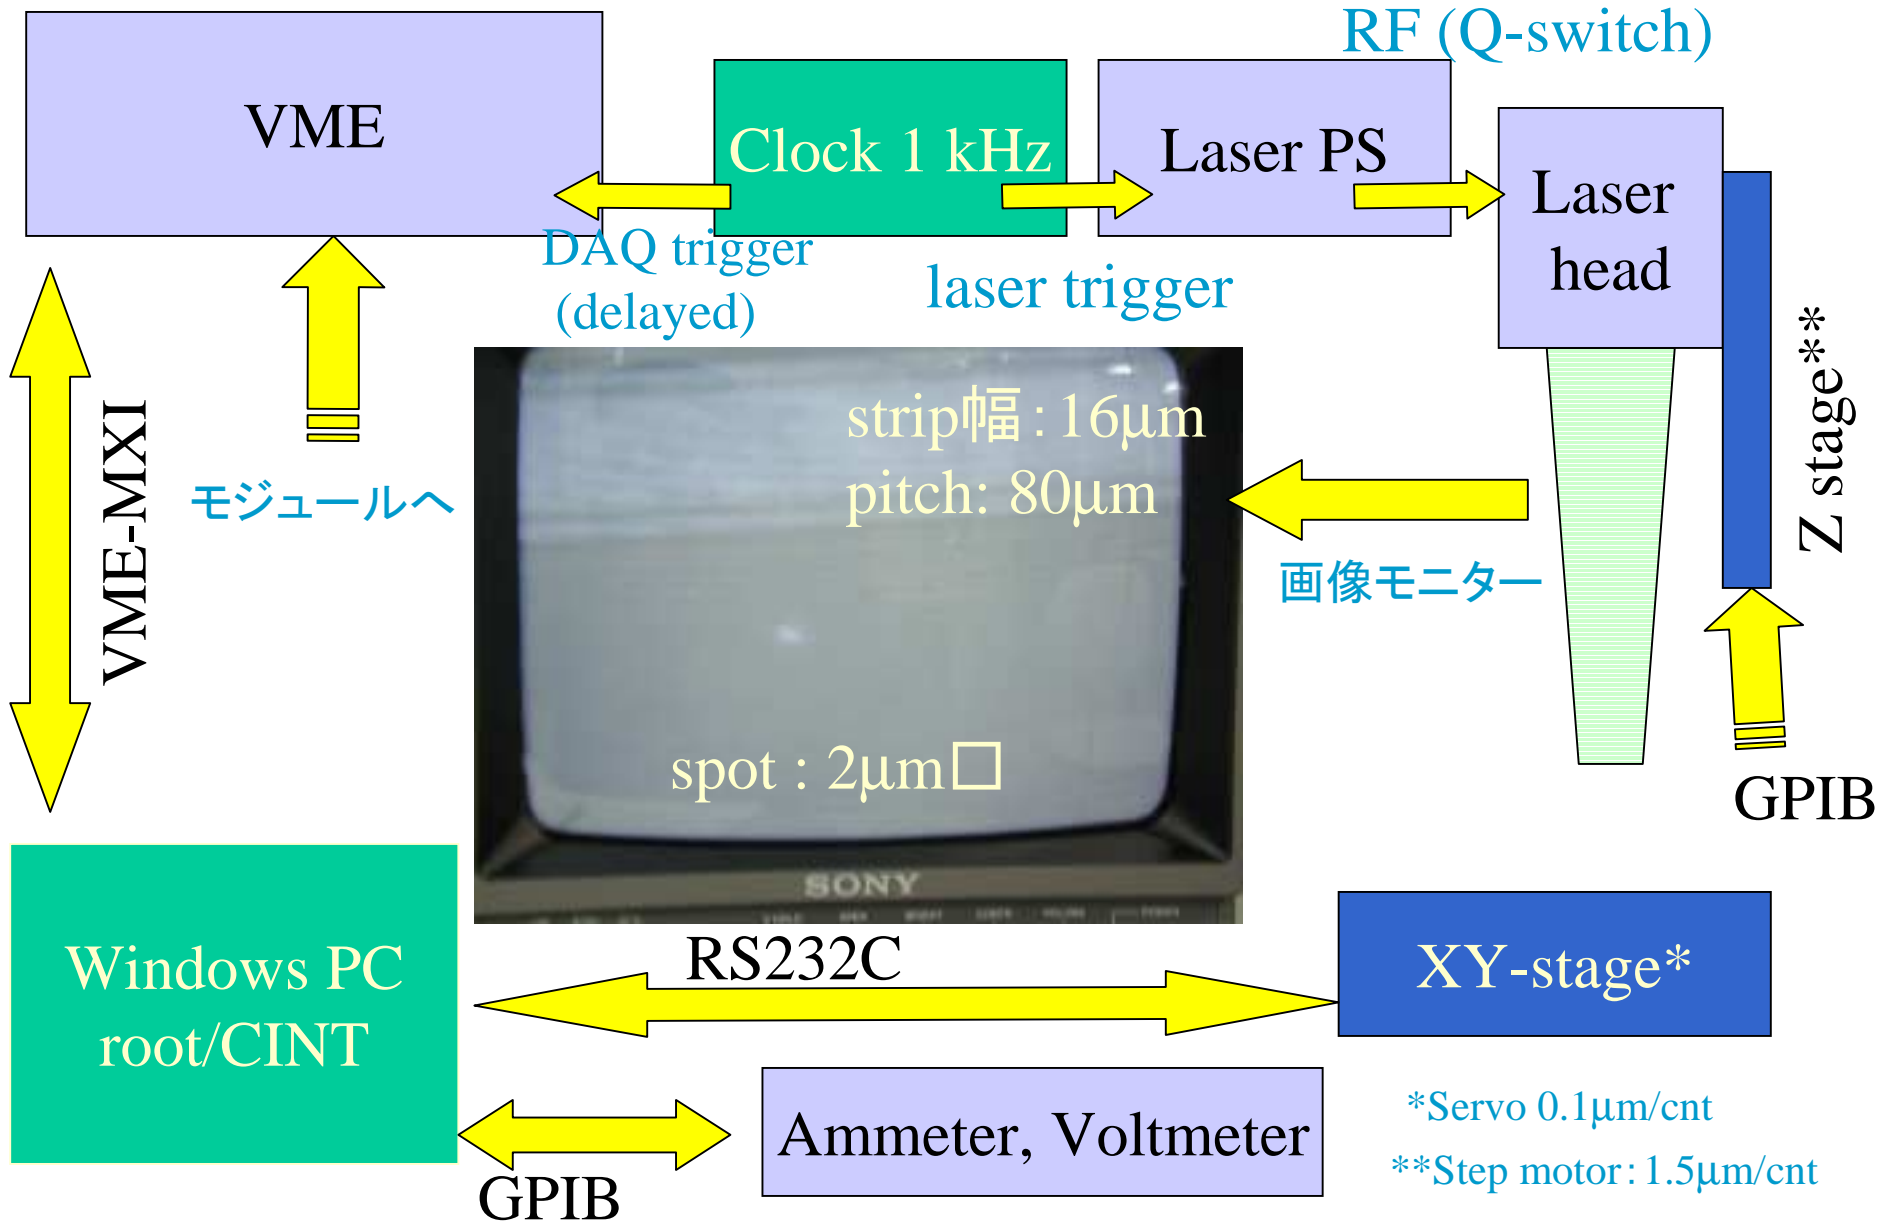 RF (Q-switch)
VME
Clock 1 kHz
Laser PS
Laser
head
DAQ trigger
(delayed)
laser trigger
Z stage**
VME-MXI
モジュールへ
strip幅：16μm
pitch: 80μm
画像モニター
spot : 2μm□
GPIB
SONY
Windows PC
root/CINT
RS232C
XY-stage*
Ammeter, Voltmeter
GPIB
*Servo 0.1μm/cnt
**Step motor：1.5μm/cnt